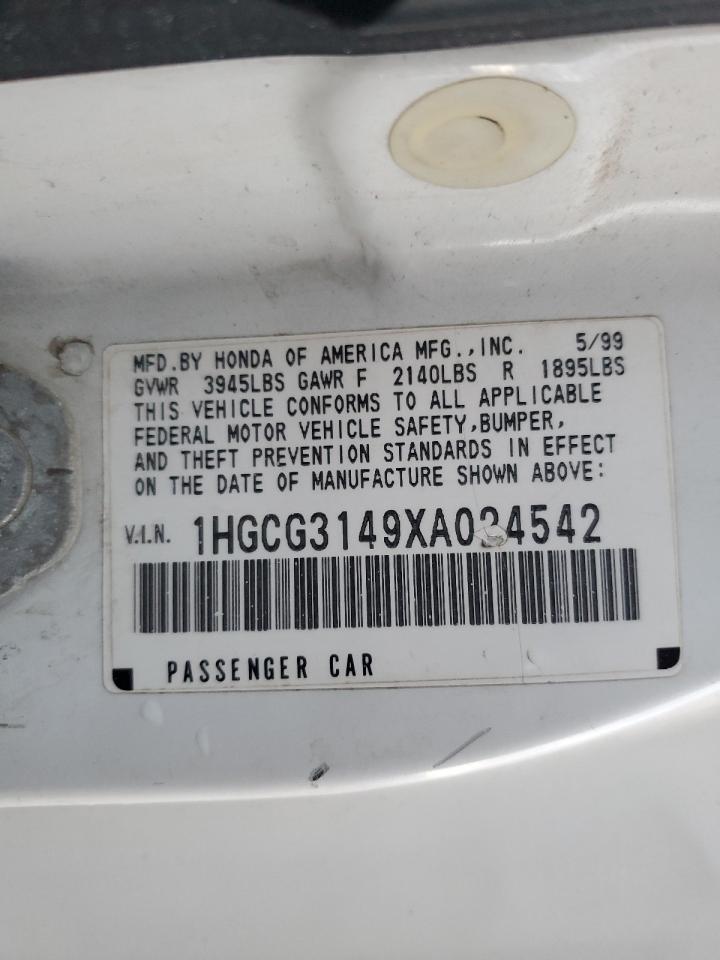 MFD.BY HONDA OF AMERICA MFG.,INC. 5/99
GVWR 3945LBS GAWR F 2140LBS R 1895LBS
THIS VEHICLE CONFORMS TO ALL APPLICABLE
FEDERAL MOTOR VEHICLE SAFETY,BUMPER,
AND THEFT PREVENTION STANDARDS IN EFFECT
ON THE DATE OF MANUFACTURE SHOWN ABOVE:
V.I.N. 1HGCG3149XA024542
PASSENGER CAR